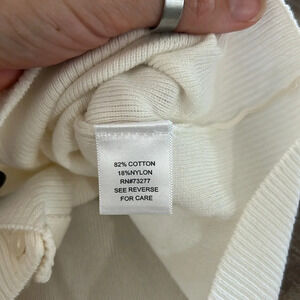 82% COTTON
18%NYLON
RN#73277
SEE REVERSE
FOR CARE